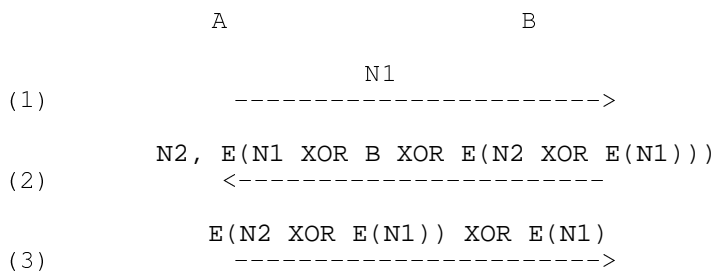 A B
N1
(1) ----------------------->
N2, E(N1 XOR B XOR E(N2 XOR E(N1)))
(2) <-----------------------
E(N2 XOR E(N1)) XOR E(N1)
(3) ----------------------->